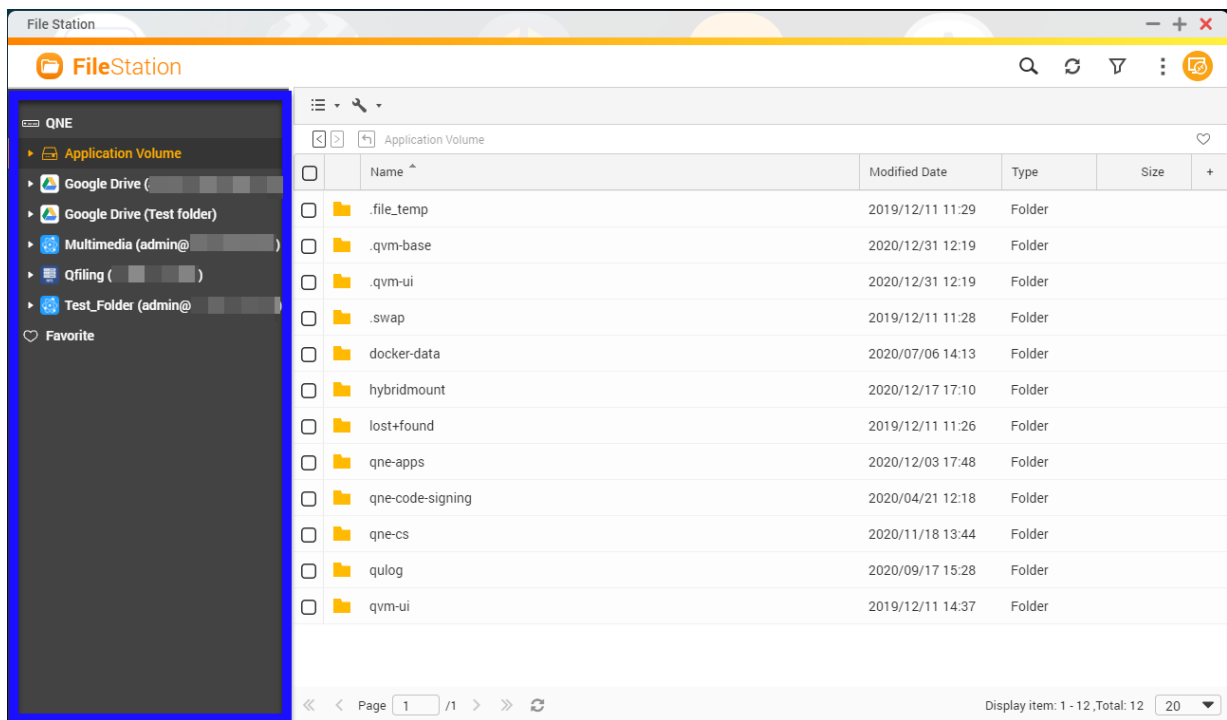 File Station
FileStation
QNE
Application Volume
Google Drive (
Google Drive (Test folder)
Multimedia (admin@ )
Qfiling ( )
Test_Folder (admin@ )
Favorite
Application Volume
Name Modified Date Type Size +
.file_temp 2019/12/11 11:29 Folder
.qvm-base 2020/12/31 12:19 Folder
.qvm-ui 2020/12/31 12:19 Folder
.swap 2019/12/11 11:28 Folder
docker-data 2020/07/06 14:13 Folder
hybridmount 2020/12/17 17:10 Folder
lost+found 2019/12/11 11:26 Folder
qne-apps 2020/12/03 17:48 Folder
qne-code-signing 2020/04/21 12:18 Folder
qne-cs 2020/11/18 13:44 Folder
qulog 2020/09/17 15:28 Folder
qvm-ui 2019/12/11 14:37 Folder
Page 1 /1 Display item: 1 - 12 ,Total: 12 20